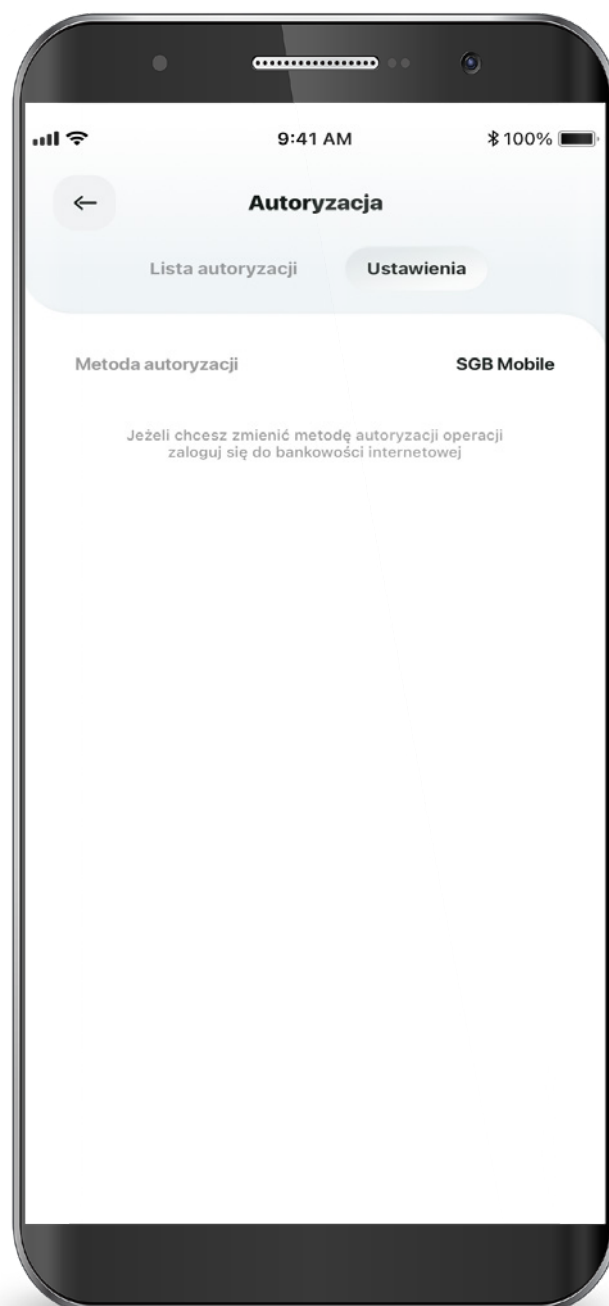 9:41 AM
100%
Autoryzacja
Lista autoryzacji
Ustawienia
Metoda autoryzacji
SGB Mobile
Jeżeli chcesz zmienić metodę autoryzacji operacji
zaloguj się do bankowości internetowej